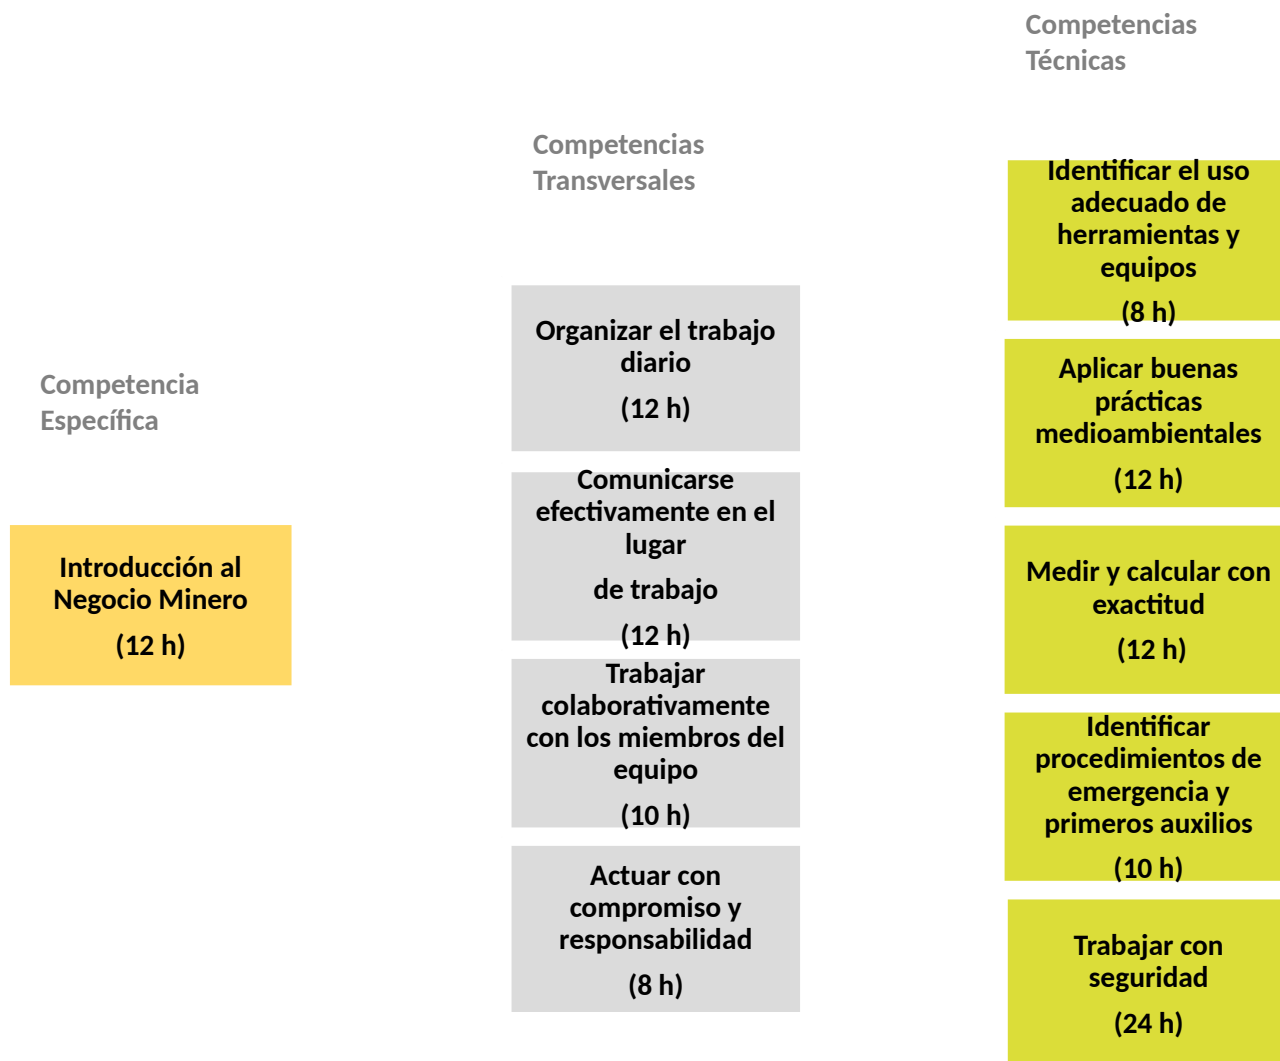 Competencia
Específica
Introducción al
Negocio Minero
(12 h)
Competencias
Transversales
Organizar el trabajo
diario
(12 h)
Comunicarse
efectivamente en el
lugar
de trabajo
(12 h)
Trabajar
colaborativamente
con los miembros del
equipo
(10 h)
Actuar con
compromiso y
responsabilidad
(8 h)
Competencias
Técnicas
Identificar el uso
adecuado de
herramientas y
equipos
(8 h)
Aplicar buenas
prácticas
medioambientales
(12 h)
Medir y calcular con
exactitud
(12 h)
Identificar
procedimientos de
emergencia y
primeros auxilios
(10 h)
Trabajar con
seguridad
(24 h)